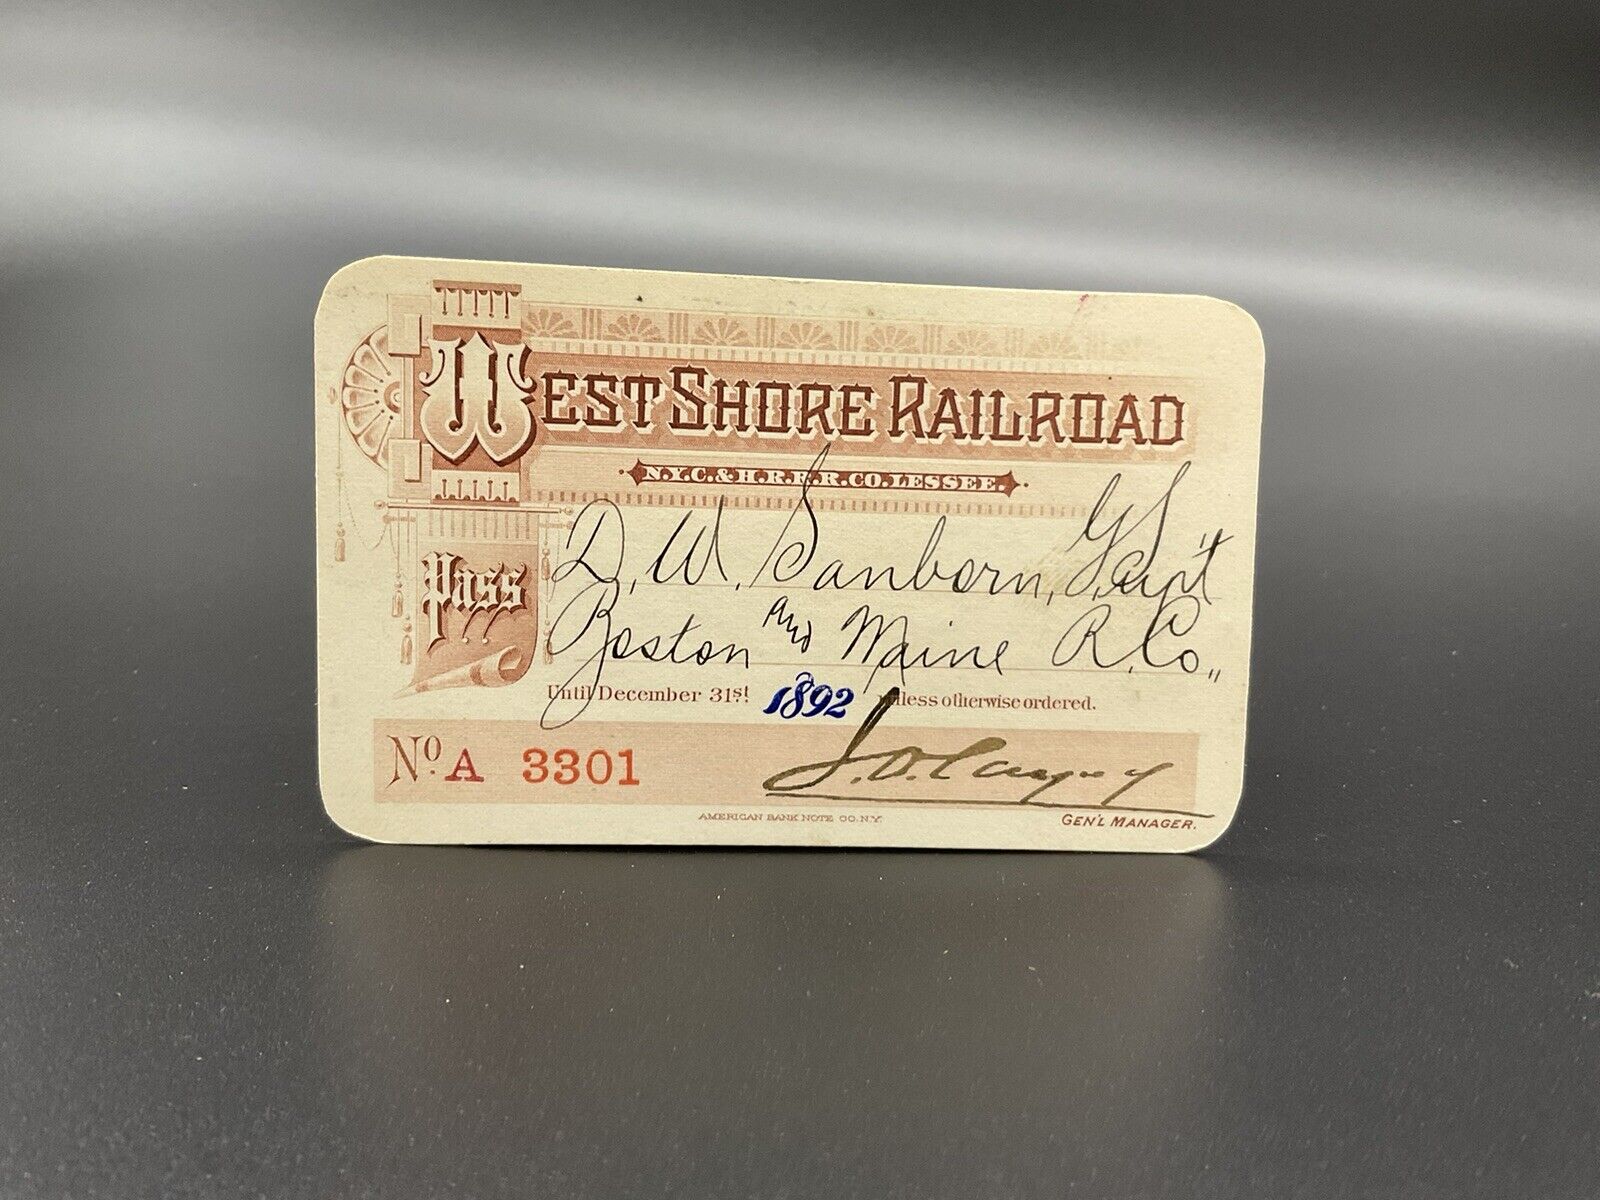 WEST SHORE RAILROAD
N.Y.C. & H.R.R.R. CO. LESSEE.
Pass D. W. Sanborn, G. Supt
Boston and Maine R. Co.,
Until December 31st 1892 unless otherwise ordered.
No. A 3301
GEN'L MANAGER.
AMERICAN BANK NOTE CO. N.Y.